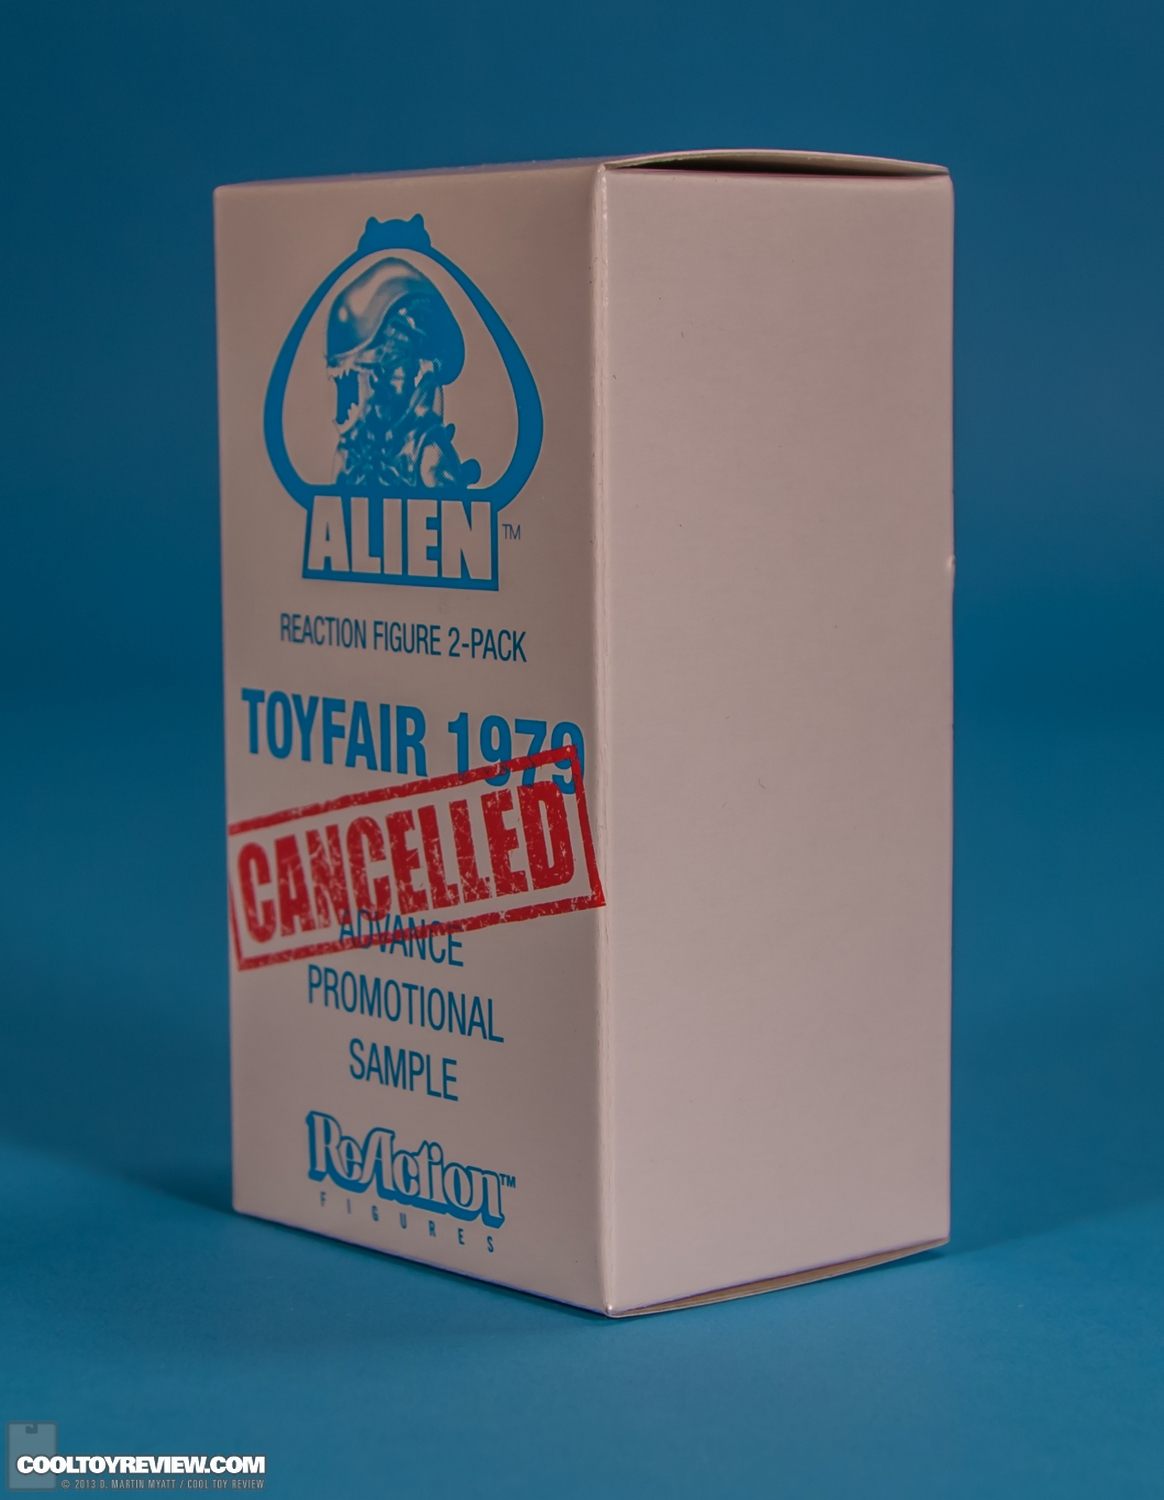 ALIEN™
REACTION FIGURE 2-PACK
TOYFAIR 1979
CANCELLED
ADVANCE
PROMOTIONAL
SAMPLE
ReAction™
FIGURES
COOLTOYREVIEW.COM
© 2013 D. MARTIN MYATT / COOL TOY REVIEW